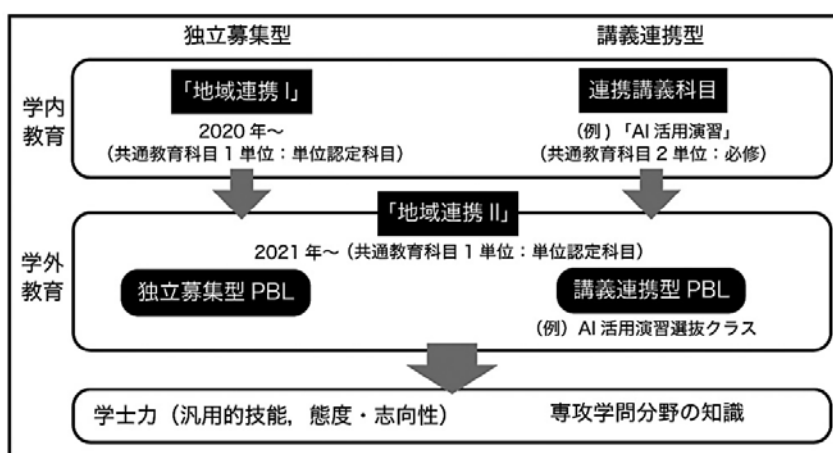 独立募集型 講義連携型
学内
教育
「地域連携 I」 連携講義科目
2020 年〜 (例)「AI 活用演習」
(共通教育科目 1 単位：単位認定科目) (共通教育科目 2 単位：必修)
学外
教育
「地域連携 II」
2021 年〜 (共通教育科目 1 単位：単位認定科目)
独立募集型 PBL 講義連携型 PBL
(例) AI 活用演習選抜クラス
学士力（汎用的技能，態度・志向性） 専攻学問分野の知識